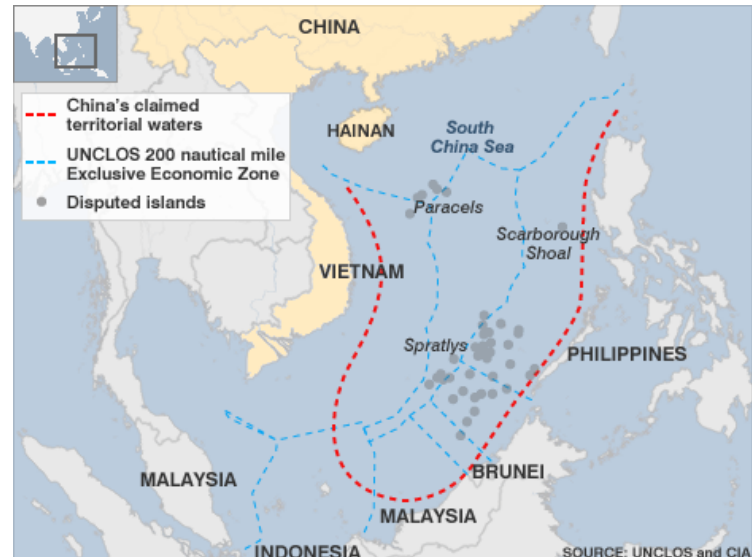 CHINA
China's claimed
territorial waters
UNCLOS 200 nautical mile
Exclusive Economic Zone
Disputed islands
HAINAN
South
China Sea
Paracels
Scarborough
Shoal
VIETNAM
Spratlys
PHILIPPINES
MALAYSIA
BRUNEI
MALAYSIA
INDONESIA
SOURCE: UNCLOS and CIA